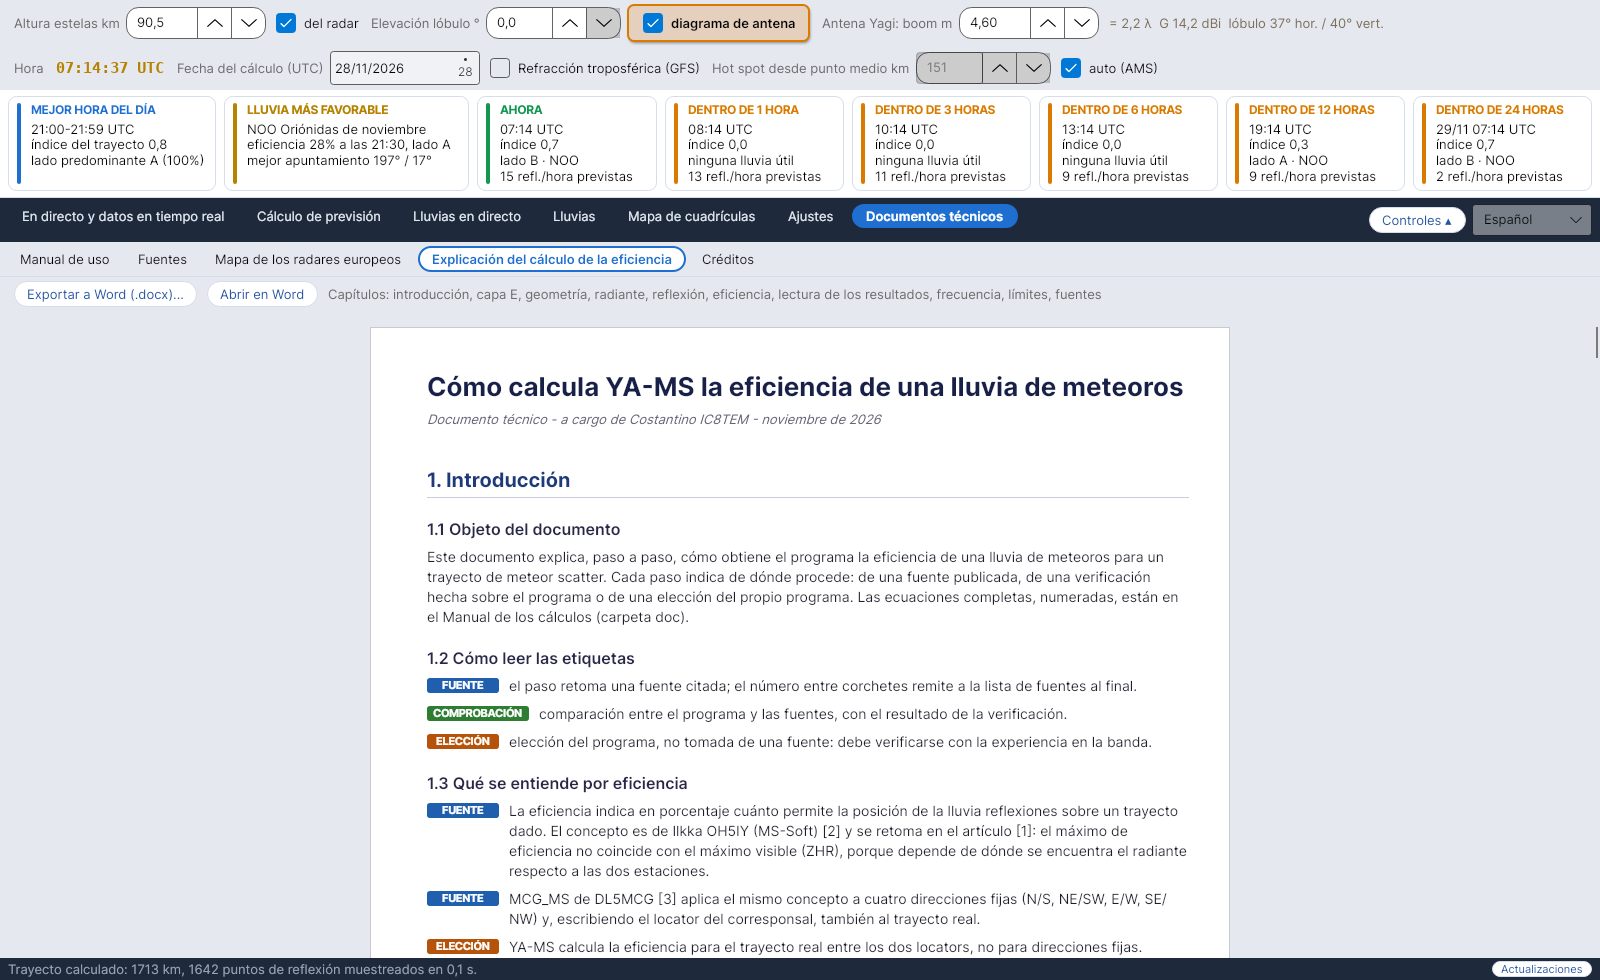 Altura estelas km 90,5 del radar Elevación lóbulo ° 0,0 diagrama de antena Antena Yagi: boom m 4,60 = 2,2 λ G 14,2 dBi lóbulo 37° hor. / 40° vert.
Hora 07:14:37 UTC Fecha del cálculo (UTC) 28/11/2026 28 Refracción troposférica (GFS) Hot spot desde punto medio km 151 auto (AMS)
MEJOR HORA DEL DÍA
21:00-21:59 UTC
índice del trayecto 0,8
lado predominante A (100%)
LLUVIA MÁS FAVORABLE
NOO Oriónidas de noviembre
eficiencia 28% a las 21:30, lado A
mejor apuntamiento 197° / 17°
AHORA
07:14 UTC
índice 0,7
lado B · NOO
15 refl./hora previstas
DENTRO DE 1 HORA
08:14 UTC
índice 0,0
ninguna lluvia útil
13 refl./hora previstas
DENTRO DE 3 HORAS
10:14 UTC
índice 0,0
ninguna lluvia útil
11 refl./hora previstas
DENTRO DE 6 HORAS
13:14 UTC
índice 0,0
ninguna lluvia útil
9 refl./hora previstas
DENTRO DE 12 HORAS
19:14 UTC
índice 0,3
lado A · NOO
9 refl./hora previstas
DENTRO DE 24 HORAS
29/11 07:14 UTC
índice 0,7
lado B · NOO
2 refl./hora previstas
En directo y datos en tiempo real Cálculo de previsión Lluvias en directo Lluvias Mapa de cuadrículas Ajustes Documentos técnicos Controles ▴ Español
Manual de uso Fuentes Mapa de los radares europeos Explicación del cálculo de la eficiencia Créditos
Exportar a Word (.docx)... Abrir en Word Capítulos: introducción, capa E, geometría, radiante, reflexión, eficiencia, lectura de los resultados, frecuencia, límites, fuentes
Cómo calcula YA-MS la eficiencia de una lluvia de meteoros
Documento técnico - a cargo de Costantino IC8TEM - noviembre de 2026
1. Introducción
1.1 Objeto del documento
Este documento explica, paso a paso, cómo obtiene el programa la eficiencia de una lluvia de meteoros para un
trayecto de meteor scatter. Cada paso indica de dónde procede: de una fuente publicada, de una verificación
hecha sobre el programa o de una elección del propio programa. Las ecuaciones completas, numeradas, están en
el Manual de los cálculos (carpeta doc).
1.2 Cómo leer las etiquetas
FUENTE el paso retoma una fuente citada; el número entre corchetes remite a la lista de fuentes al final.
COMPROBACIÓN comparación entre el programa y las fuentes, con el resultado de la verificación.
ELECCIÓN elección del programa, no tomada de una fuente: debe verificarse con la experiencia en la banda.
1.3 Qué se entiende por eficiencia
FUENTE La eficiencia indica en porcentaje cuánto permite la posición de la lluvia reflexiones sobre un trayecto
dado. El concepto es de Ilkka OH5IY (MS-Soft) [2] y se retoma en el artículo [1]: el máximo de
eficiencia no coincide con el máximo visible (ZHR), porque depende de dónde se encuentra el radiante
respecto a las dos estaciones.
FUENTE MCG_MS de DL5MCG [3] aplica el mismo concepto a cuatro direcciones fijas (N/S, NE/SW, E/W, SE/
NW) y, escribiendo el locator del corresponsal, también al trayecto real.
ELECCIÓN YA-MS calcula la eficiencia para el trayecto real entre los dos locators, no para direcciones fijas.
Trayecto calculado: 1713 km, 1642 puntos de reflexión muestreados en 0,1 s. Actualizaciones